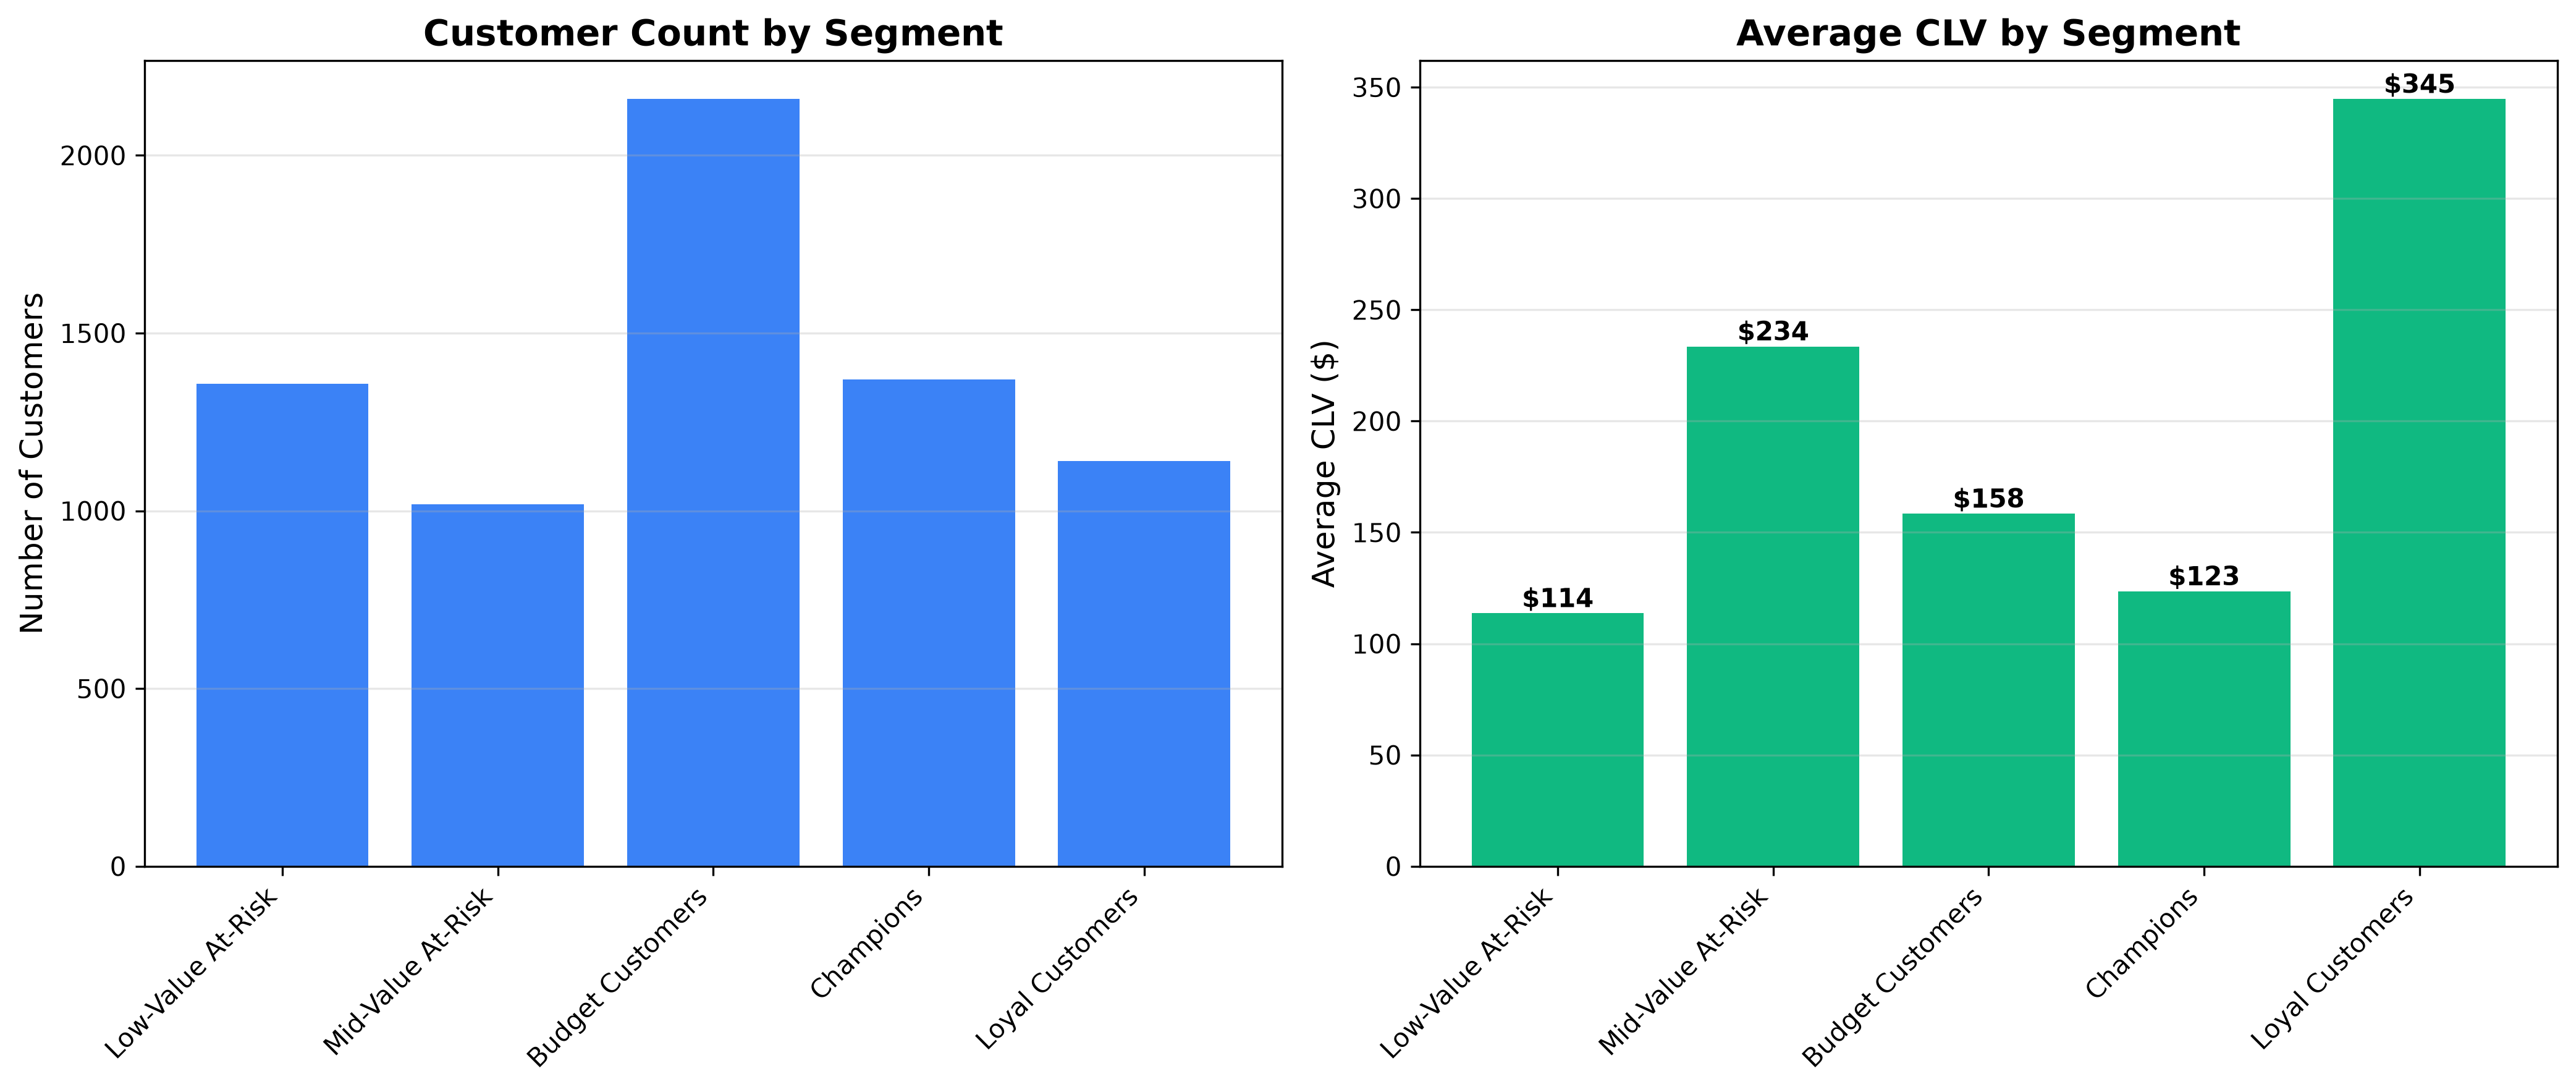 Customer Count by Segment
Number of Customers
2000
1500
1000
500
0
Low-Value At-Risk
Mid-Value At-Risk
Budget Customers
Champions
Loyal Customers
Average CLV by Segment
Average CLV ($)
350
300
250
200
150
100
50
0
$114
$234
$158
$123
$345
Low-Value At-Risk
Mid-Value At-Risk
Budget Customers
Champions
Loyal Customers